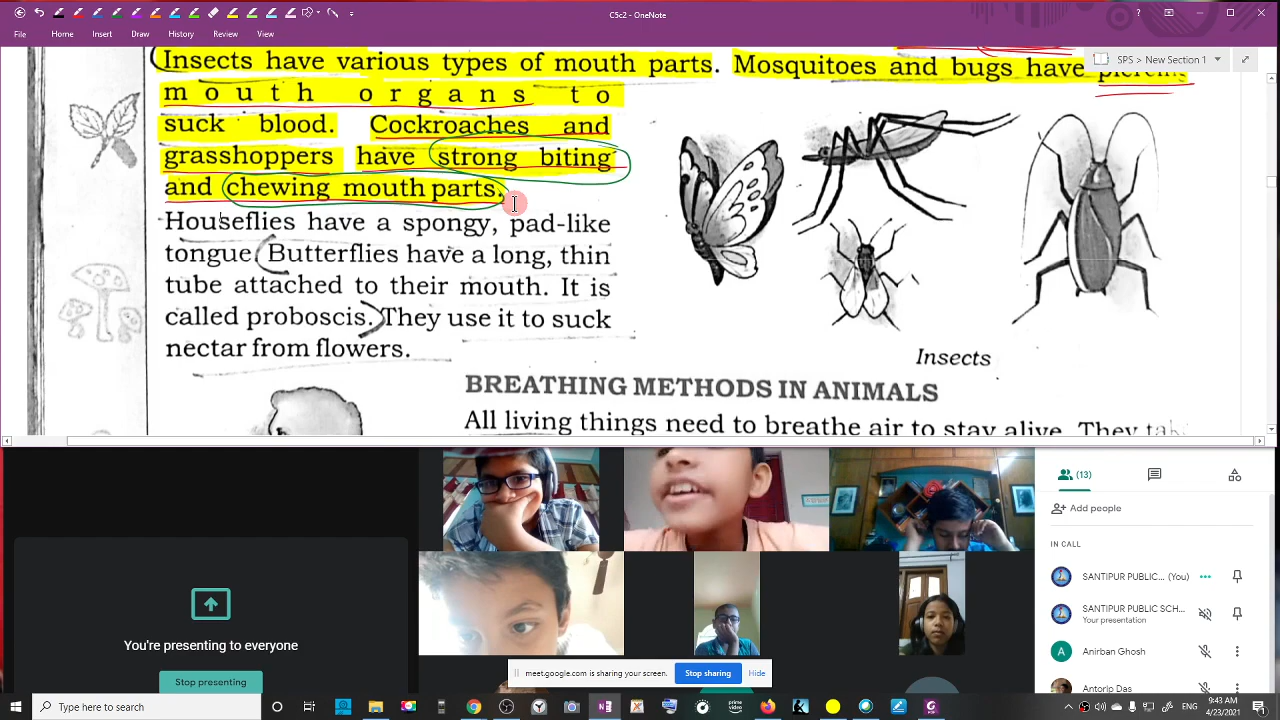 CSc2 - OneNote
File Home Insert Draw History Review View
SPS > New Section 1
Insects have various types of mouth parts. Mosquitoes and bugs have piercing
mouth organs to
suck blood. Cockroaches and
grasshoppers have strong biting
and chewing mouth parts.
Houseflies have a spongy, pad-like
tongue. Butterflies have a long, thin
tube attached to their mouth. It is
called proboscis. They use it to suck
nectar from flowers.
Insects
BREATHING METHODS IN ANIMALS
All living things need to breathe air to stay alive. They
You're presenting to everyone
Stop presenting
(13)
Add people
IN CALL
SANTIPUR PUBLIC... (You)
SANTIPUR PUBLIC SCH...
Your presentation
Anirban Ghosh
Antorip Das
meet.google.com is sharing your screen.
Stop sharing
Hide
Type here to search
prime video
9:43 AM
4/23/2021